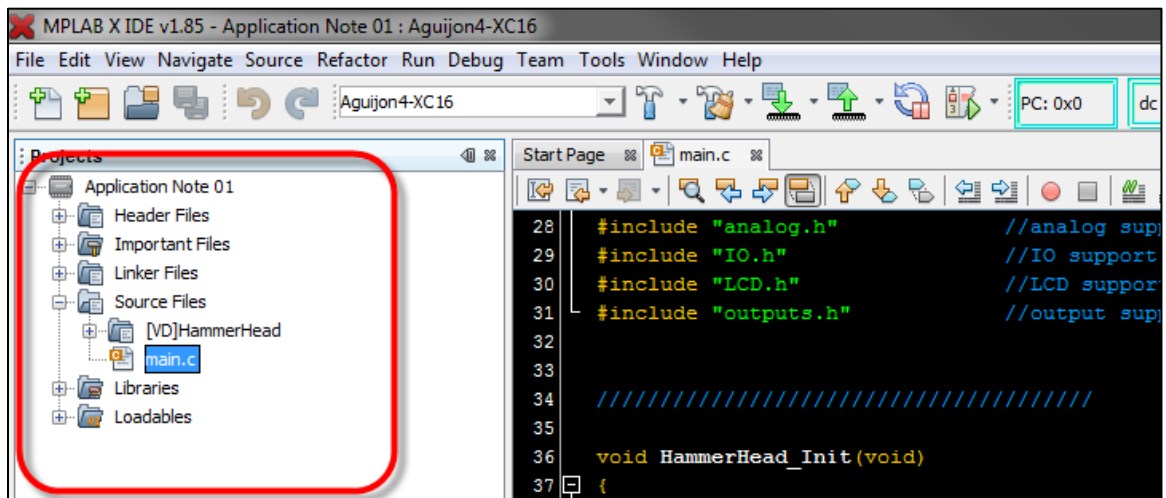 MPLAB X IDE v1.85 - Application Note 01 : Aguijon4-XC16
File Edit View Navigate Source Refactor Run Debug Team Tools Window Help
Aguijon4-XC16
PC: 0x0
dc
Projects
Application Note 01
Header Files
Important Files
Linker Files
Source Files
[VD]HammerHead
main.c
Libraries
Loadables
Start Page main.c
28 #include "analog.h" //analog sup
29 #include "IO.h" //IO support
30 #include "LCD.h" //LCD suppor
31 #include "outputs.h" //output sup
32
33
34 ///////////////////////////////////////
35
36 void HammerHead_Init(void)
37 {